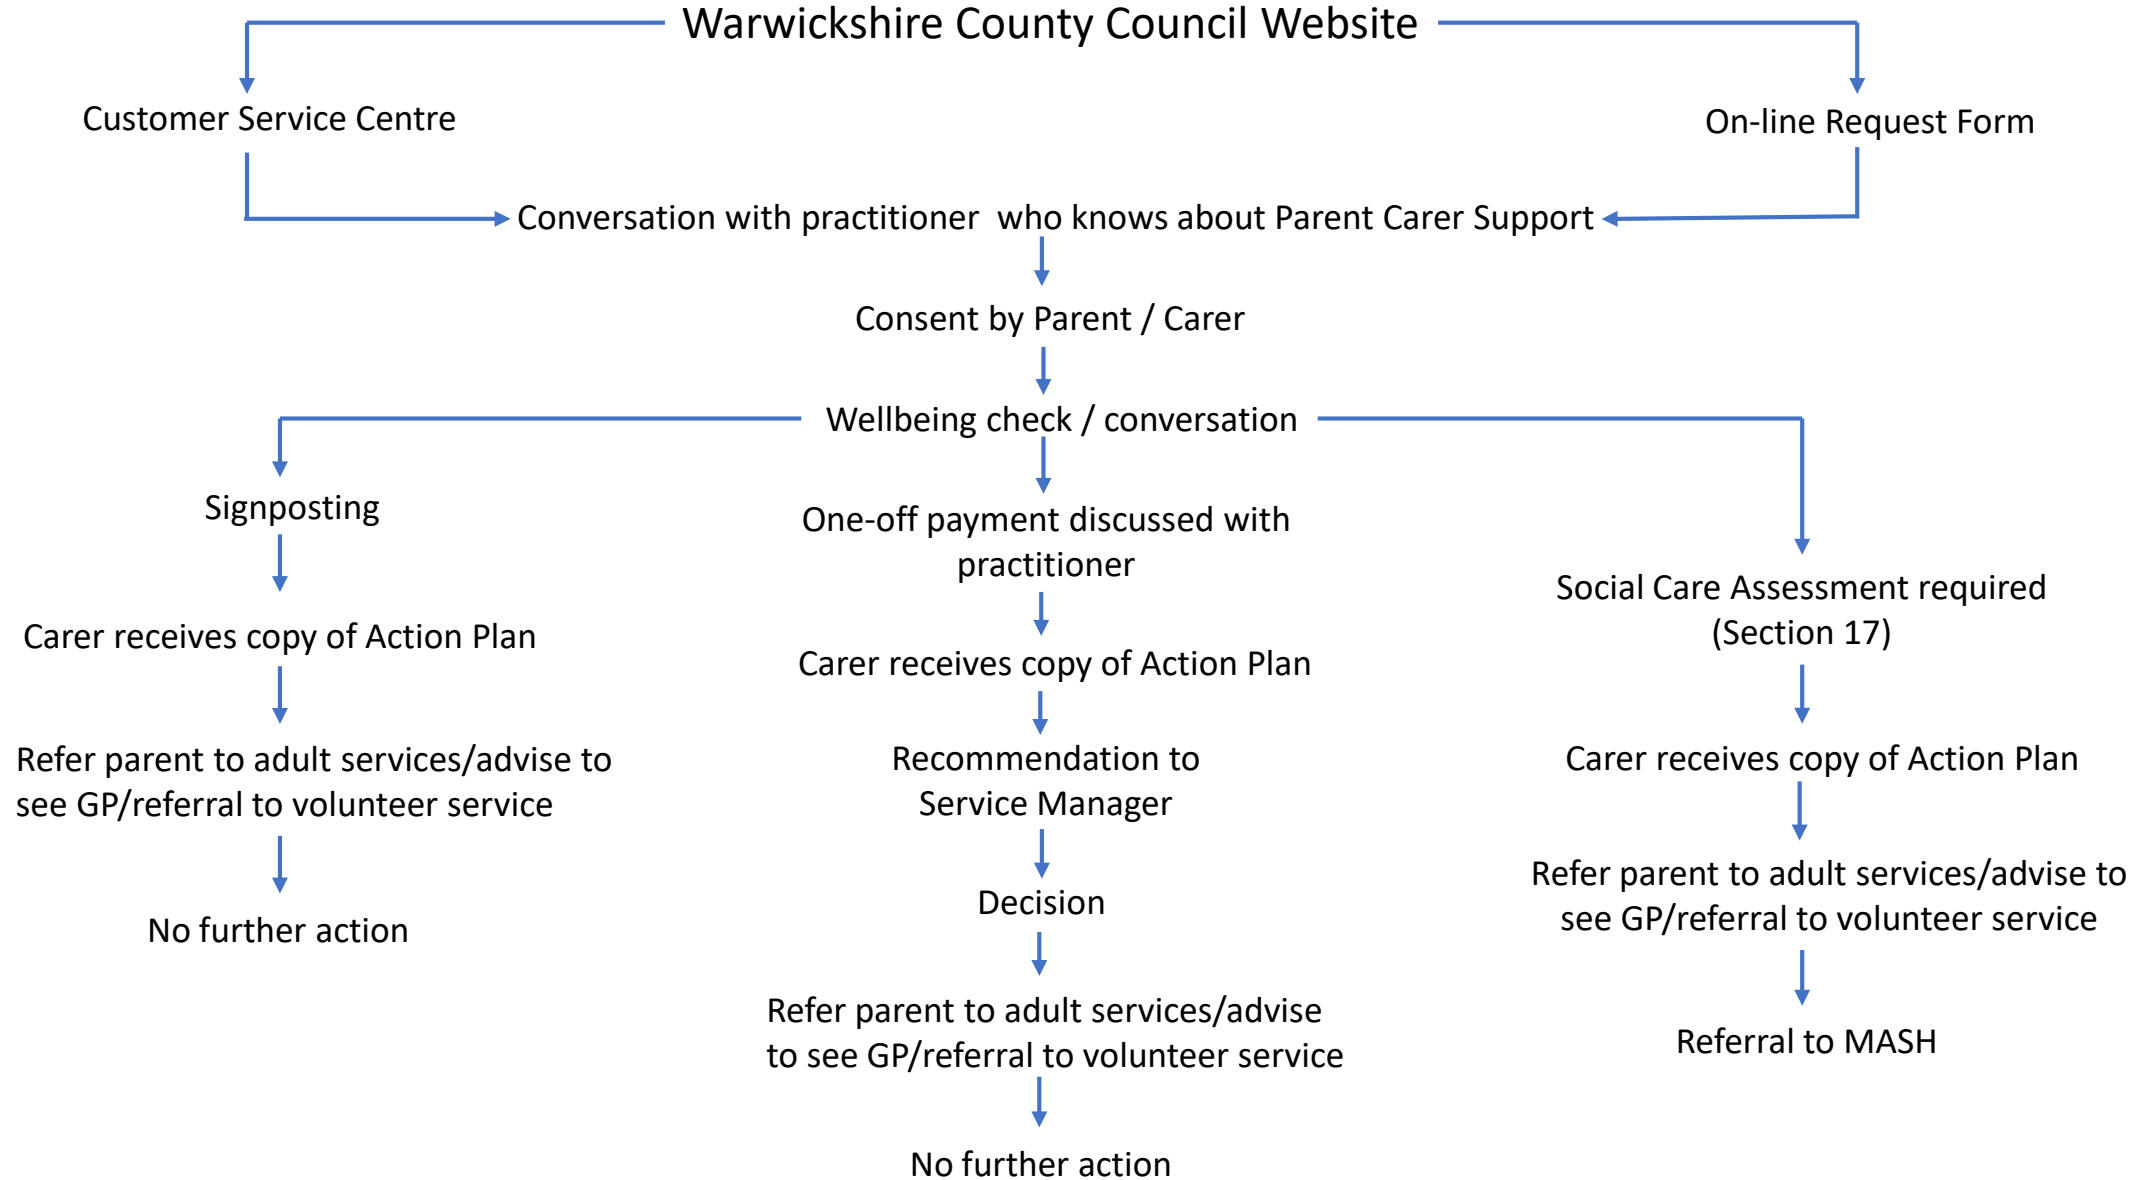 Warwickshire County Council Website
Customer Service Centre
On-line Request Form
Conversation with practitioner  who knows about Parent Carer Support
Consent by Parent / Carer
Wellbeing check / conversation
Signposting
Carer receives copy of Action Plan
Refer parent to adult services/advise to
see GP/referral to volunteer service
No further action
One-off payment discussed with
practitioner
Carer receives copy of Action Plan
Recommendation to
Service Manager
Decision
Refer parent to adult services/advise
to see GP/referral to volunteer service
No further action
Social Care Assessment required
(Section 17)
Carer receives copy of Action Plan
Refer parent to adult services/advise to
see GP/referral to volunteer service
Referral to MASH